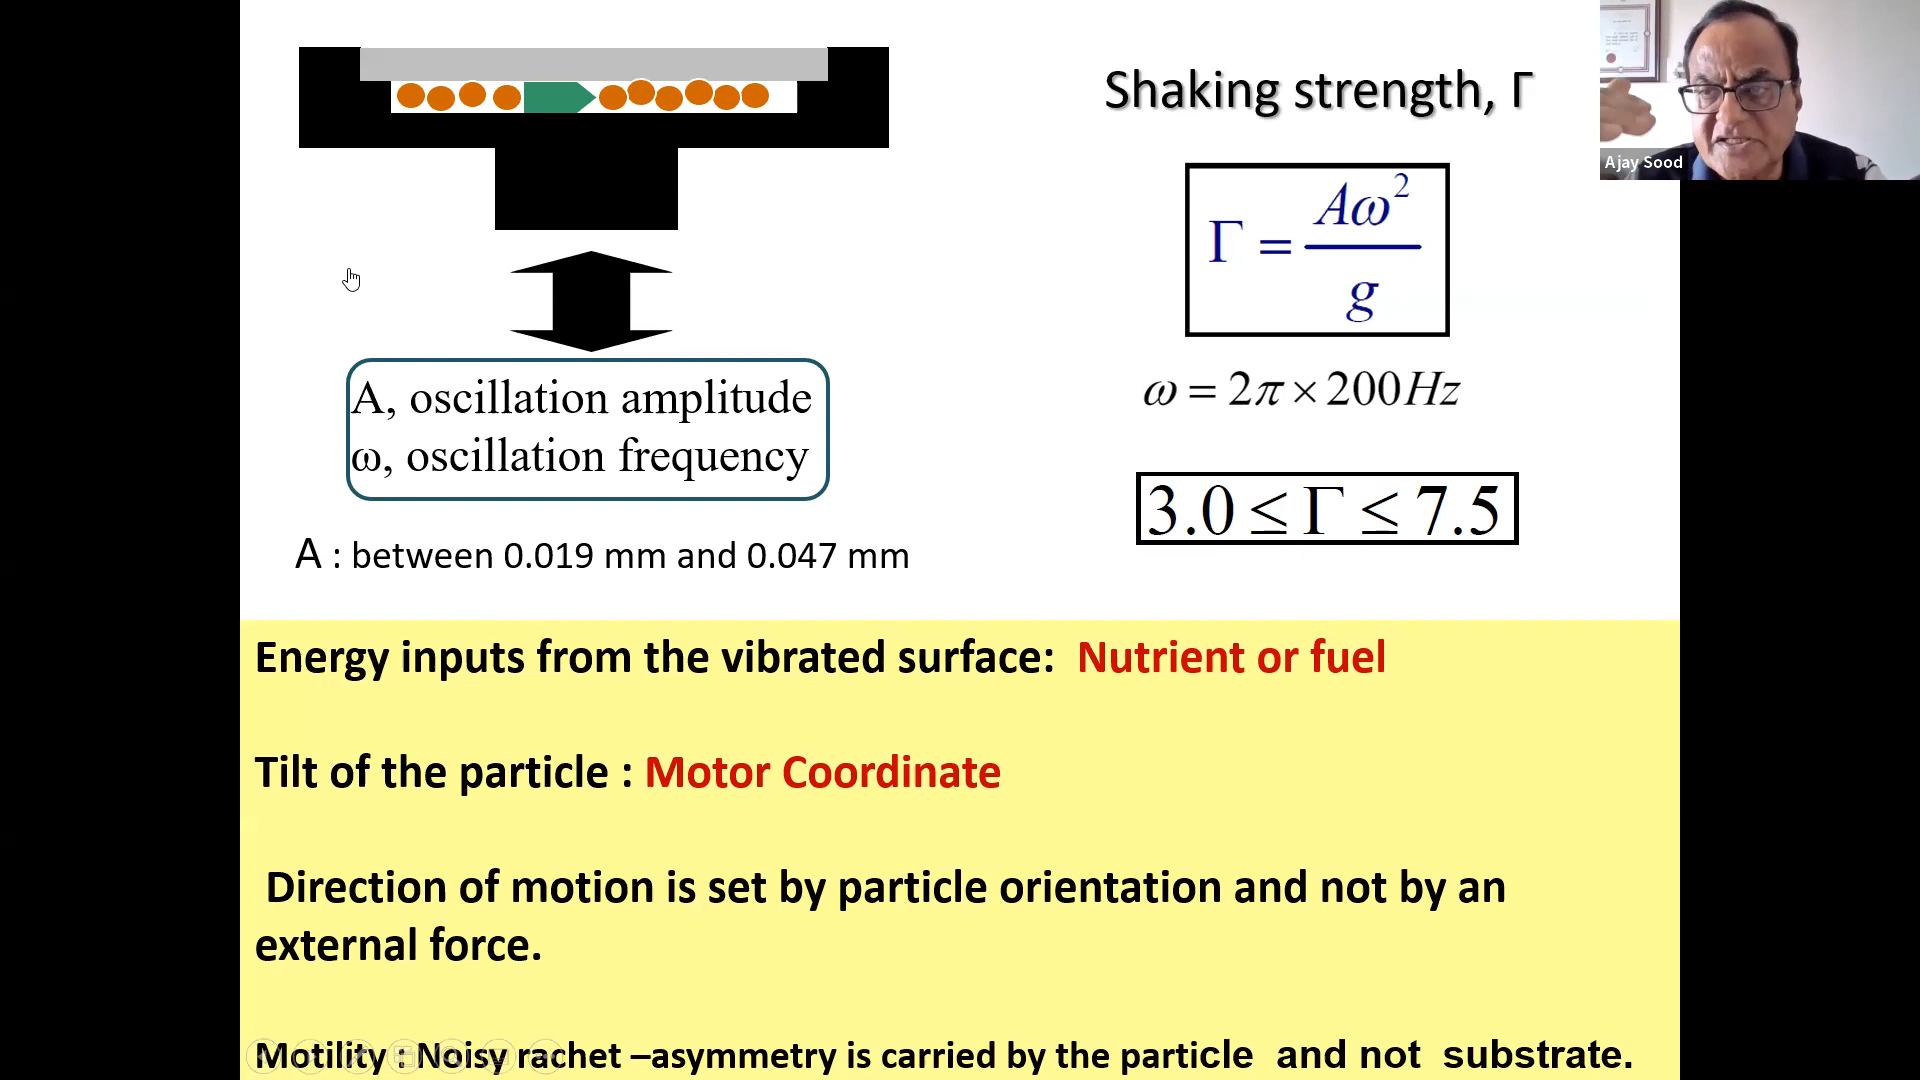 Shaking strength, Γ
Ajay Sood
Γ = Aω² / g
ω = 2π × 200Hz
A, oscillation amplitude
ω, oscillation frequency
3.0 ≤ Γ ≤ 7.5
A : between 0.019 mm and 0.047 mm
Energy inputs from the vibrated surface: Nutrient or fuel
Tilt of the particle : Motor Coordinate
Direction of motion is set by particle orientation and not by an
external force.
Motility : Noisy rachet –asymmetry is carried by the particle and not substrate.